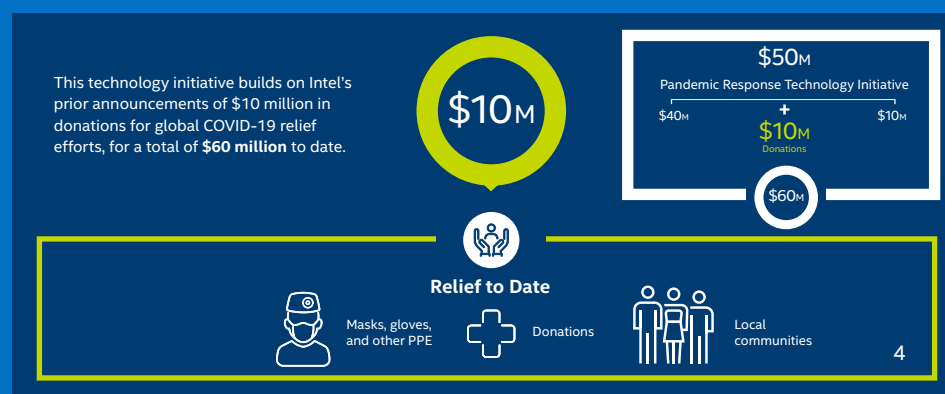 This technology initiative builds on Intel's
prior announcements of $10 million in
donations for global COVID-19 relief
efforts, for a total of $60 million to date.
$10M
$50M
Pandemic Response Technology Initiative
$40M + $10M
$10M
Donations
$60M
Relief to Date
Masks, gloves,
and other PPE
Donations
Local
communities
4